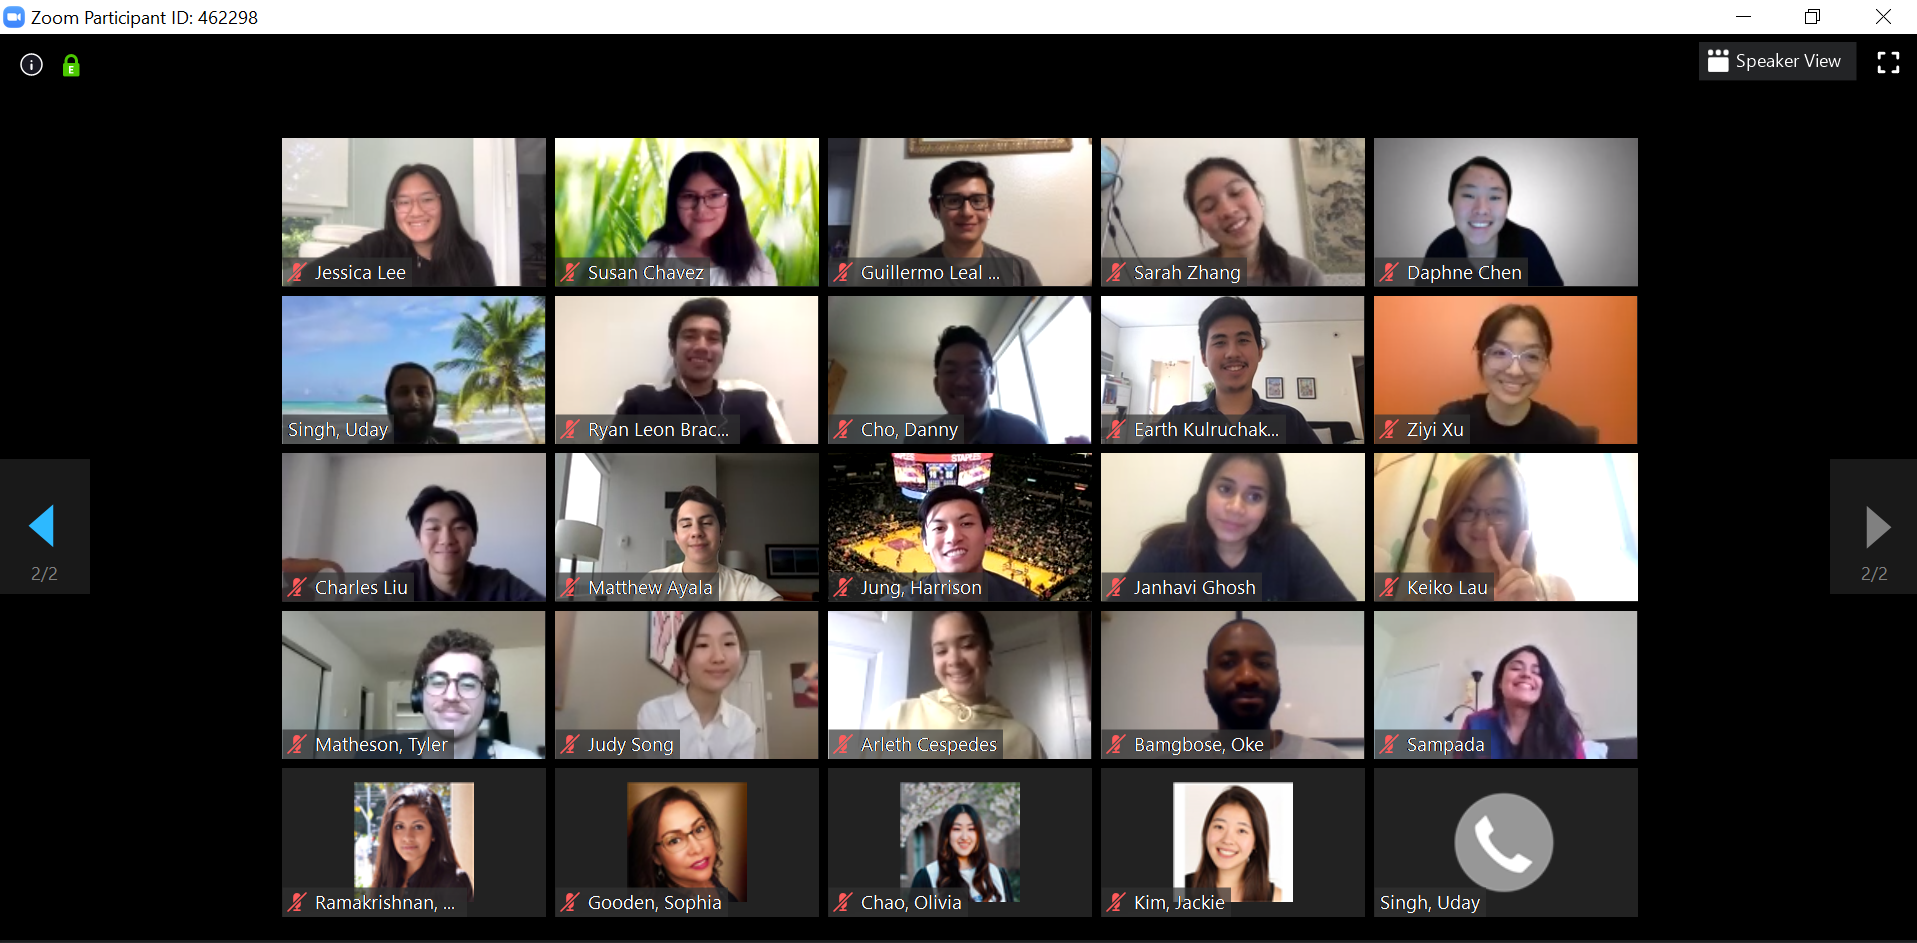 Zoom Participant ID: 462298
Speaker View
Jessica Lee
Susan Chavez
Guillermo Leal ...
Sarah Zhang
Daphne Chen
Singh, Uday
Ryan Leon Brac...
Cho, Danny
Earth Kulruchak...
Ziyi Xu
STAPLES
2/2
2/2
Charles Liu
Matthew Ayala
Jung, Harrison
Janhavi Ghosh
Keiko Lau
Matheson, Tyler
Judy Song
Arleth Cespedes
Bamgbose, Oke
Sampada
Ramakrishnan, ...
Gooden, Sophia
Chao, Olivia
Kim, Jackie
Singh, Uday